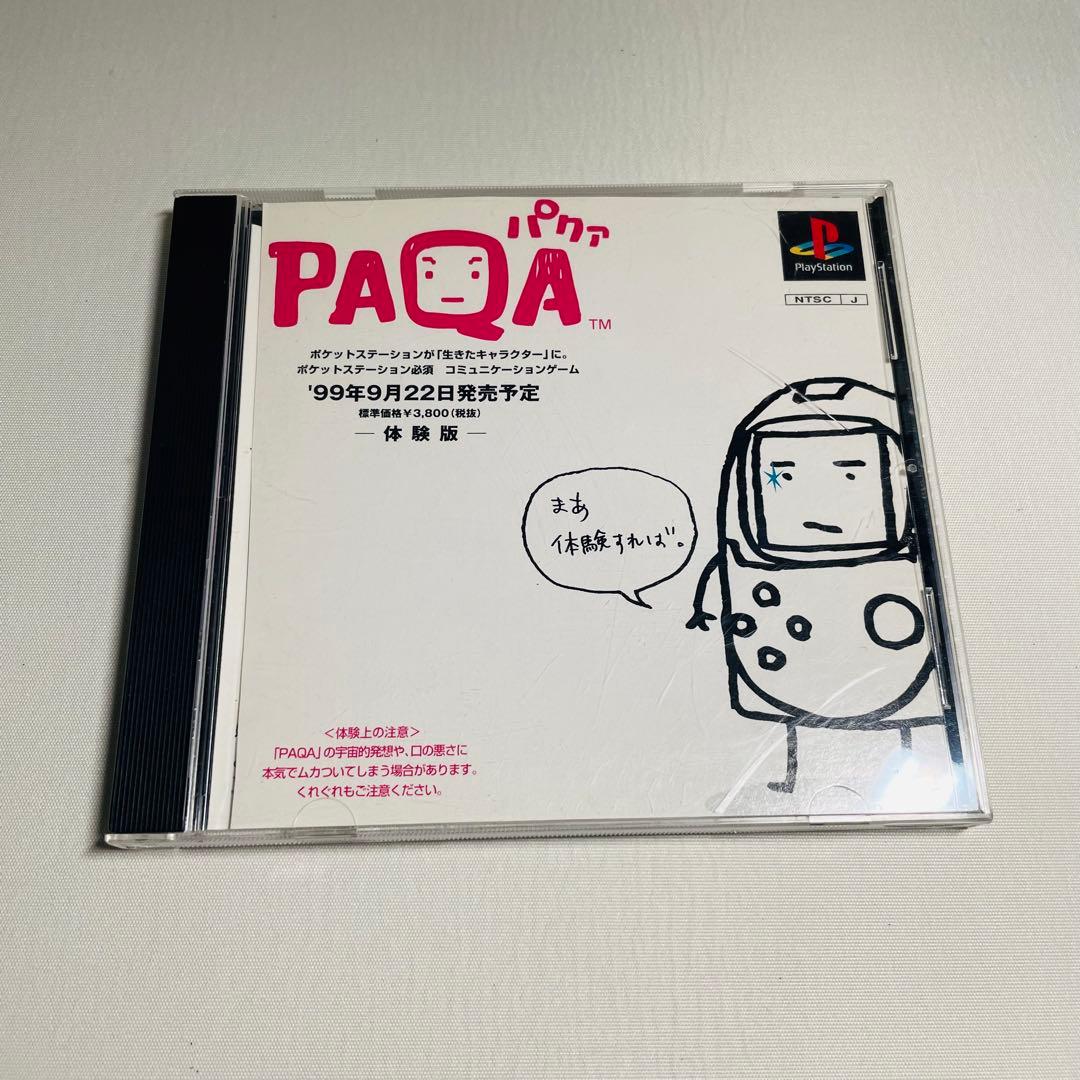 パクァ
PAQA TM
PlayStation
NTSC J
ポケットステーションが「生きたキャラクター」に。
ポケットステーション必須 コミュニケーションゲーム
'99年9月22日発売予定
標準価格￥3,800(税抜)
─ 体験版 ─
まあ
体験すれば。
＜体験上の注意＞
「PAQA」の宇宙的発想や、口の悪さに
本気でムカついてしまう場合があります。
くれぐれもご注意ください。